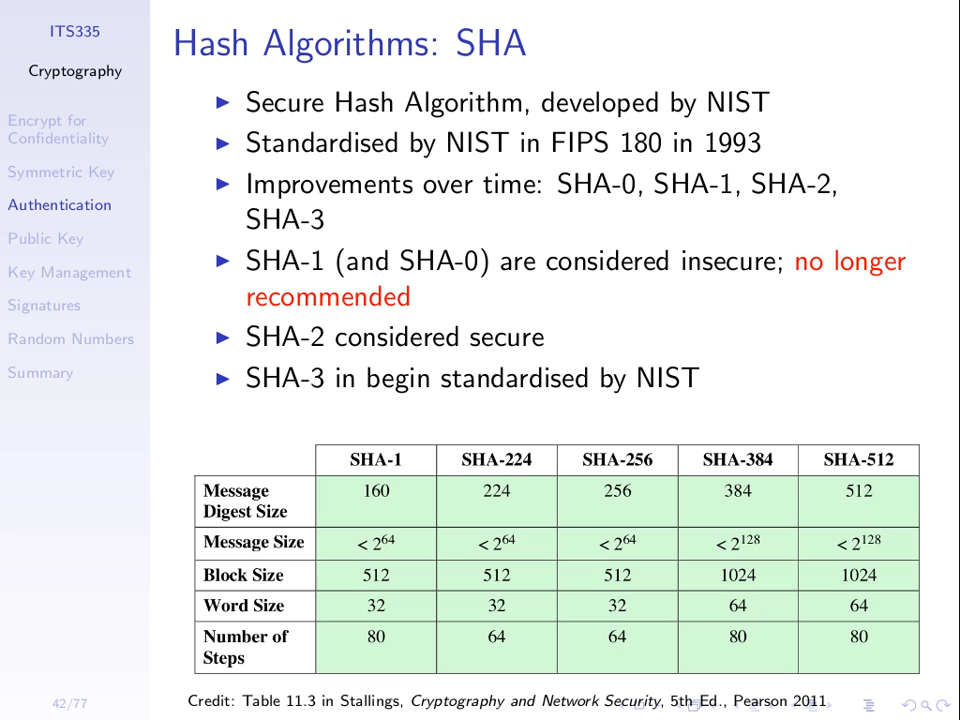 ITS335
Cryptography
Encrypt for
Confidentiality
Symmetric Key
Authentication
Public Key
Key Management
Signatures
Random Numbers
Summary
42/77
Hash Algorithms: SHA
Secure Hash Algorithm, developed by NIST
Standardised by NIST in FIPS 180 in 1993
Improvements over time: SHA-0, SHA-1, SHA-2,
SHA-3
SHA-1 (and SHA-0) are considered insecure; no longer
recommended
SHA-2 considered secure
SHA-3 in begin standardised by NIST
SHA-1 SHA-224 SHA-256 SHA-384 SHA-512
Message
Digest Size 160 224 256 384 512
Message Size < 2^64 < 2^64 < 2^64 < 2^128 < 2^128
Block Size 512 512 512 1024 1024
Word Size 32 32 32 64 64
Number of
Steps 80 64 64 80 80
Credit: Table 11.3 in Stallings, Cryptography and Network Security, 5th Ed., Pearson 2011